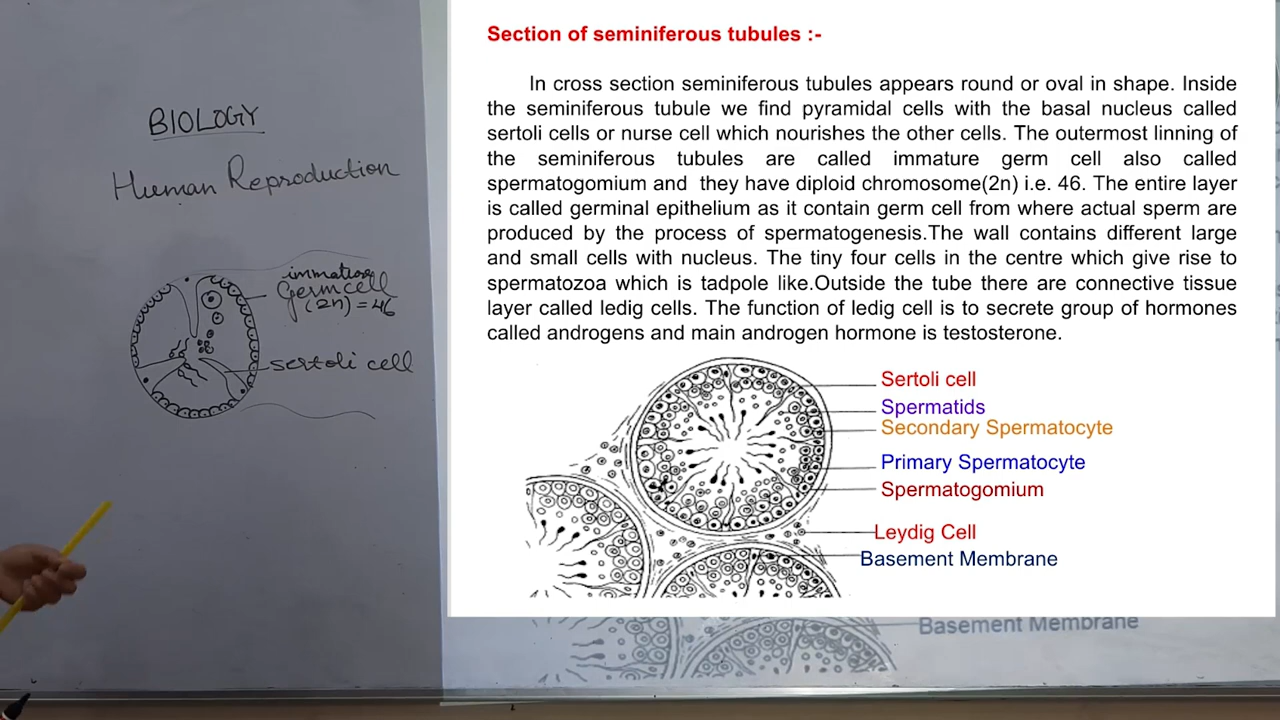 BIOLOGY
Human Reproduction
immature
Germ cell
(2n) = 46
sertoli cell
Section of seminiferous tubules :-
In cross section seminiferous tubules appears round or oval in shape. Inside
the seminiferous tubule we find pyramidal cells with the basal nucleus called
sertoli cells or nurse cell which nourishes the other cells. The outermost linning of
the seminiferous tubules are called immature germ cell also called
spermatogomium and they have diploid chromosome(2n) i.e. 46. The entire layer
is called germinal epithelium as it contain germ cell from where actual sperm are
produced by the process of spermatogenesis.The wall contains different large
and small cells with nucleus. The tiny four cells in the centre which give rise to
spermatozoa which is tadpole like.Outside the tube there are connective tissue
layer called ledig cells. The function of ledig cell is to secrete group of hormones
called androgens and main androgen hormone is testosterone.
Sertoli cell
Spermatids
Secondary Spermatocyte
Primary Spermatocyte
Spermatogomium
Leydig Cell
Basement Membrane
Basement Membrane